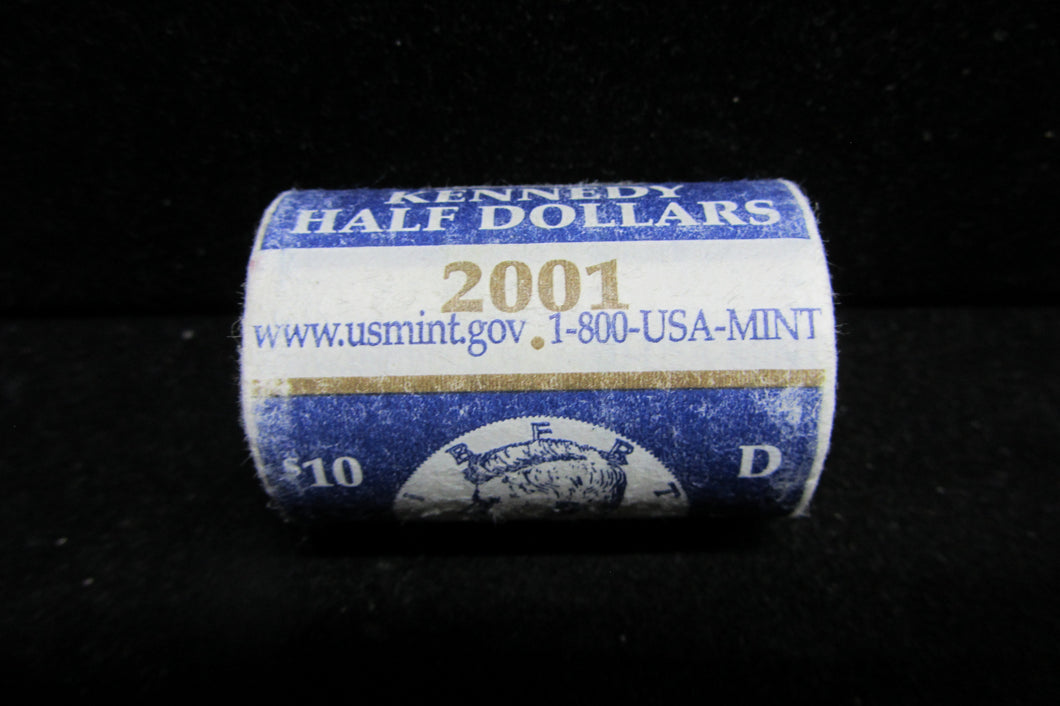 KENNEDY
HALF DOLLARS
2001
www.usmint.gov • 1-800-USA-MINT
$10
D
I B E R T